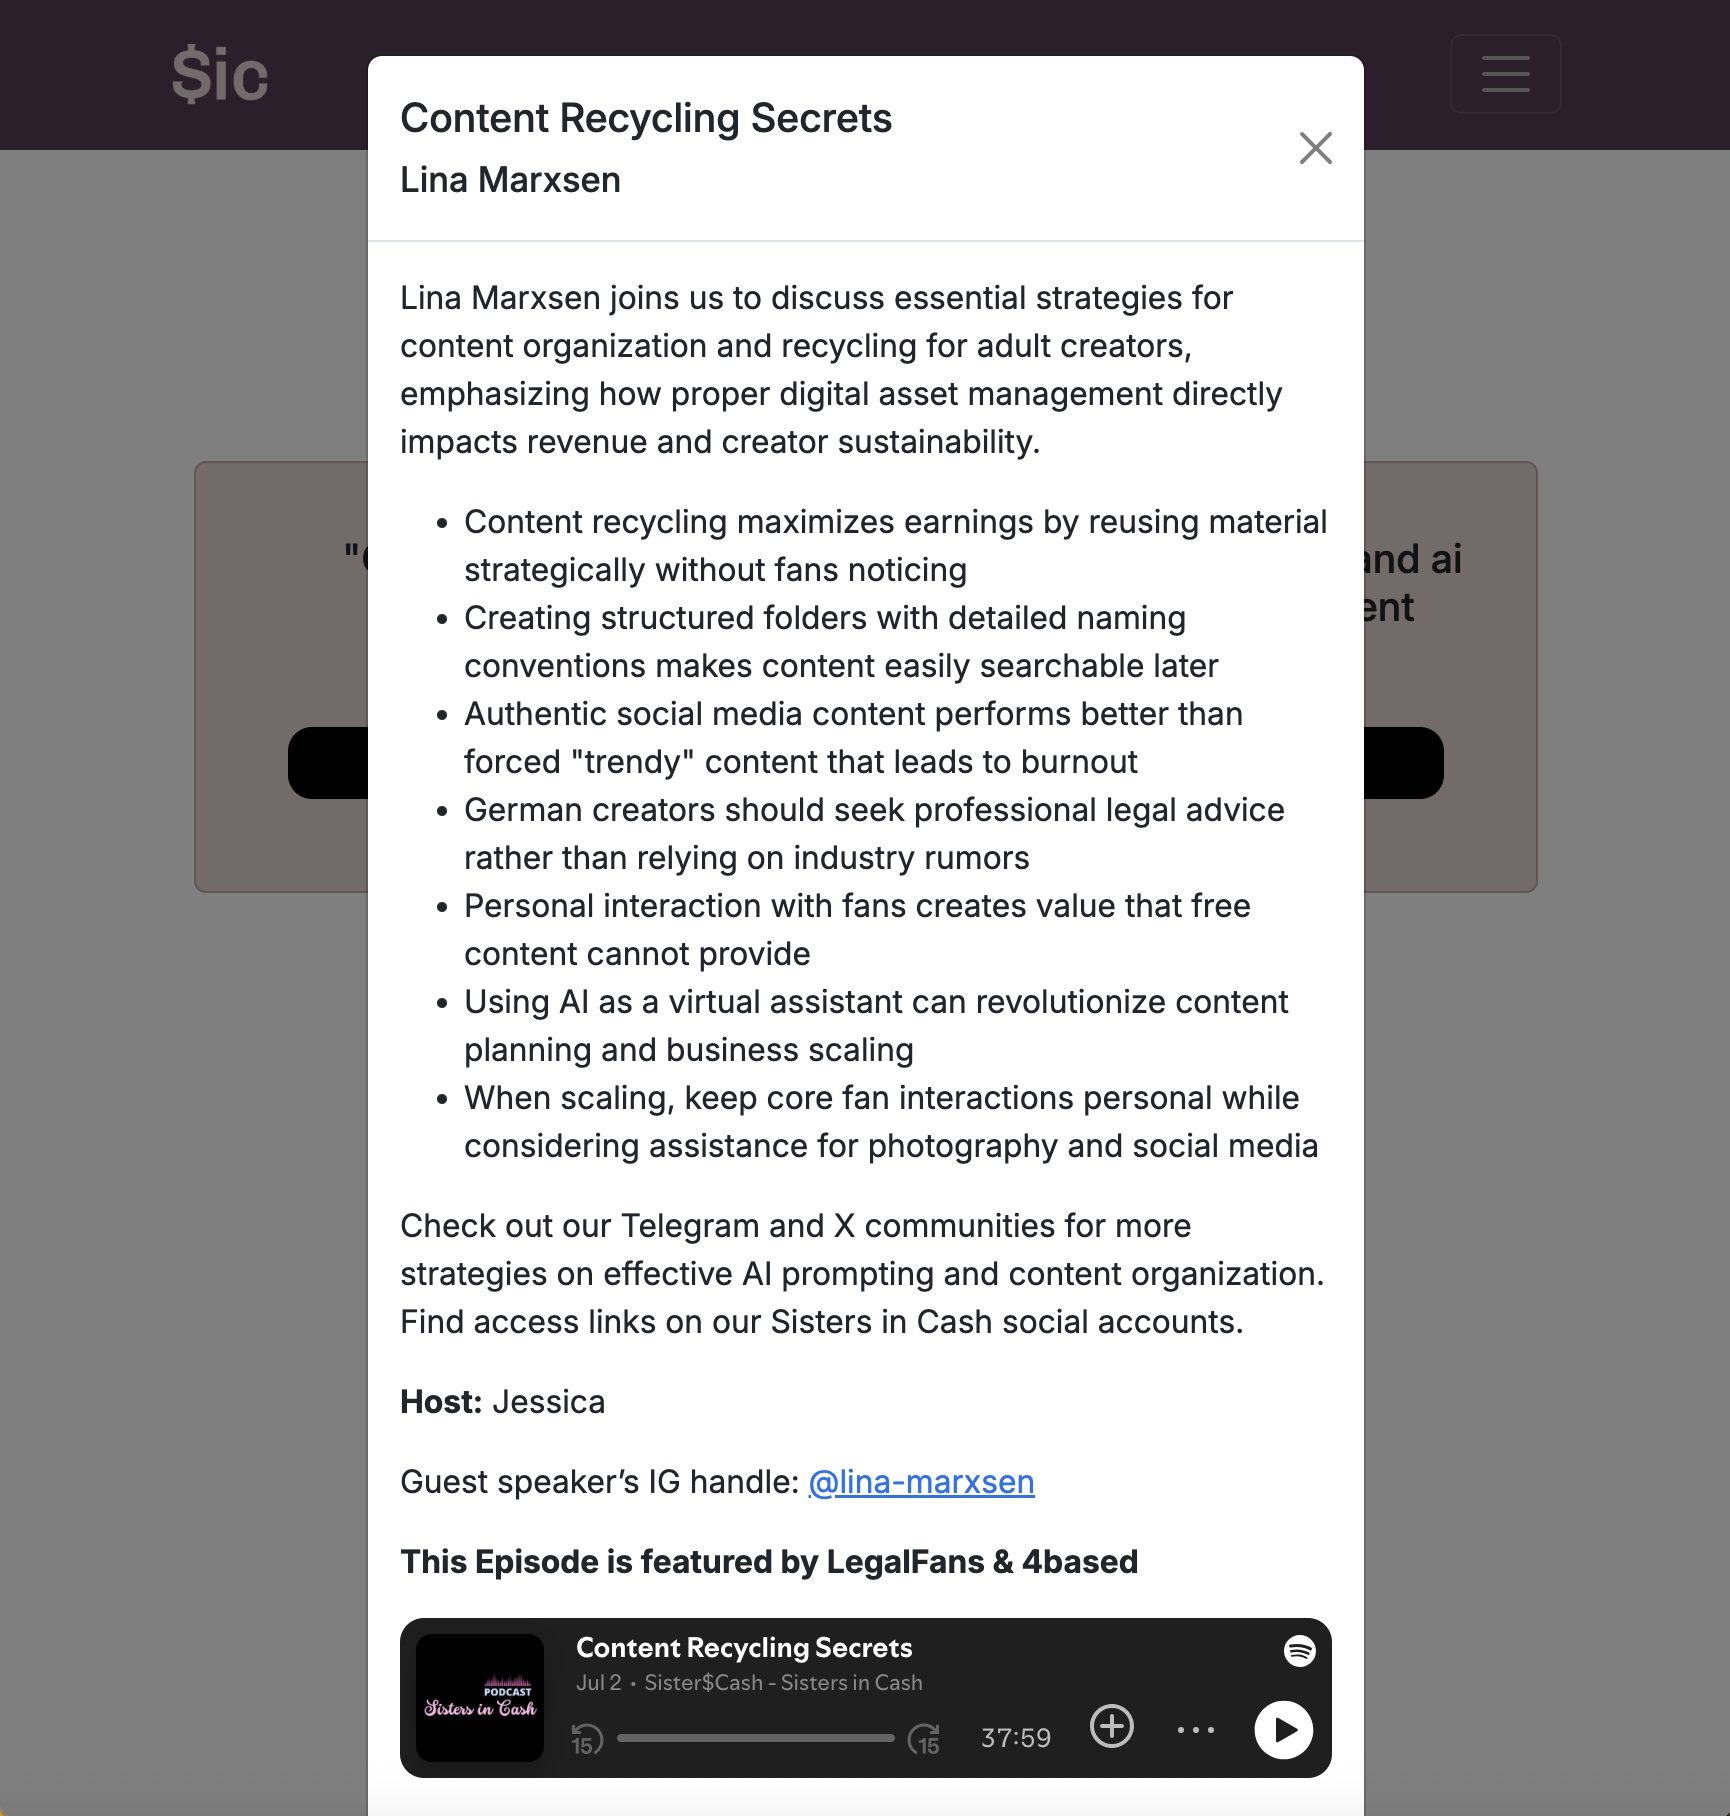 $ic
Content Recycling Secrets
Lina Marxsen
Lina Marxsen joins us to discuss essential strategies for
content organization and recycling for adult creators,
emphasizing how proper digital asset management directly
impacts revenue and creator sustainability.
• Content recycling maximizes earnings by reusing material
strategically without fans noticing
• Creating structured folders with detailed naming
conventions makes content easily searchable later
• Authentic social media content performs better than
forced "trendy" content that leads to burnout
• German creators should seek professional legal advice
rather than relying on industry rumors
• Personal interaction with fans creates value that free
content cannot provide
• Using AI as a virtual assistant can revolutionize content
planning and business scaling
• When scaling, keep core fan interactions personal while
considering assistance for photography and social media
Check out our Telegram and X communities for more
strategies on effective AI prompting and content organization.
Find access links on our Sisters in Cash social accounts.
Host: Jessica
Guest speaker’s IG handle: @lina-marxsen
This Episode is featured by LegalFans & 4based
PODCAST
Sisters in Cash
Content Recycling Secrets
Jul 2 • Sister$Cash - Sisters in Cash
15
15
37:59
and ai